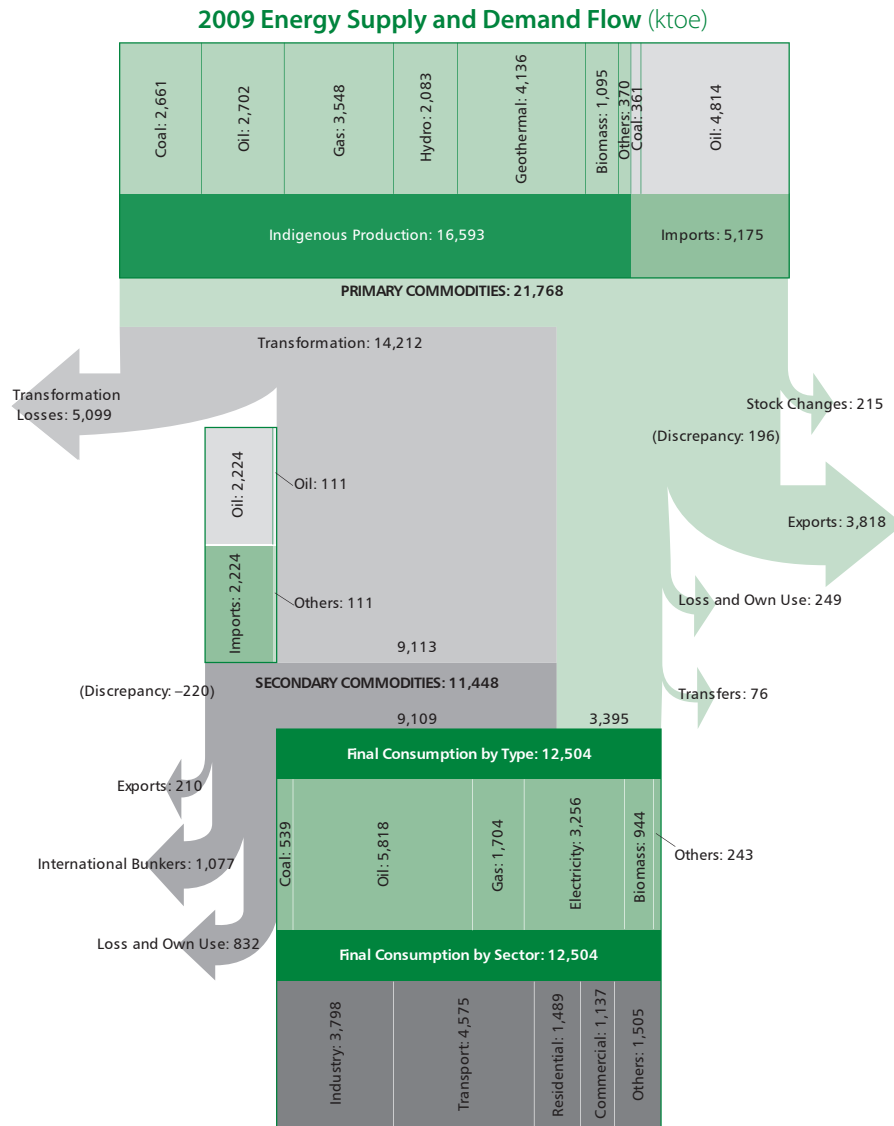 2009 Energy Supply and Demand Flow (ktoe)
Coal: 2,661
Oil: 2,702
Gas: 3,548
Hydro: 2,083
Geothermal: 4,136
Biomass: 1,095
Others: 370
Coal: 361
Oil: 4,814
Indigenous Production: 16,593
Imports: 5,175
PRIMARY COMMODITIES: 21,768
Transformation: 14,212
Transformation
Losses: 5,099
Stock Changes: 215
(Discrepancy: 196)
Oil: 2,224
Oil: 111
Exports: 3,818
Imports: 2,224
Others: 111
Loss and Own Use: 249
9,113
SECONDARY COMMODITIES: 11,448
(Discrepancy: –220)
Transfers: 76
9,109
3,395
Final Consumption by Type: 12,504
Exports: 210
International Bunkers: 1,077
Loss and Own Use: 832
Coal: 539
Oil: 5,818
Gas: 1,704
Electricity: 3,256
Biomass: 944
Others: 243
Final Consumption by Sector: 12,504
Industry: 3,798
Transport: 4,575
Residential: 1,489
Commercial: 1,137
Others: 1,505